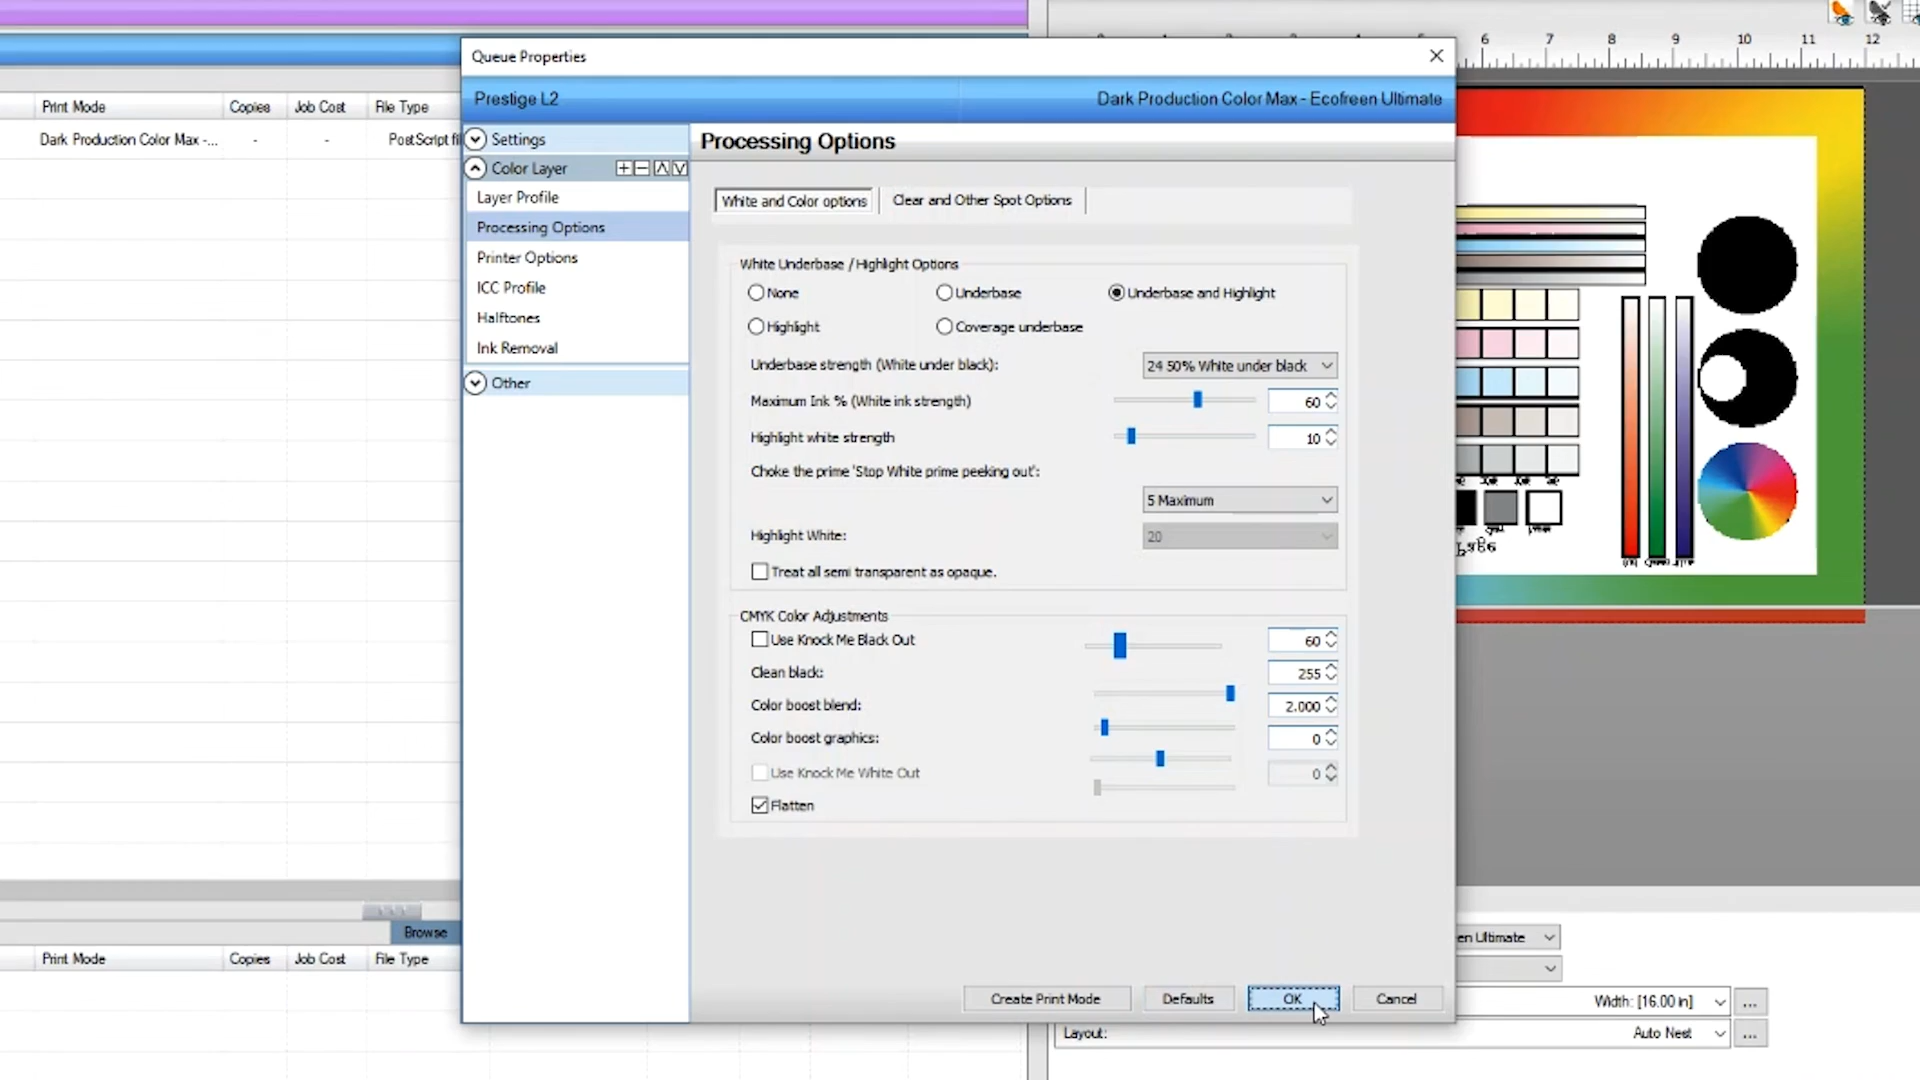 Queue Properties
Prestige L2
Dark Production Color Max - Ecofreen Ultimate
Print Mode
Copies
Job Cost
File Type
Dark Production Color Max -...
-
-
PostScript fil
Settings
Color Layer
Layer Profile
Processing Options
Printer Options
ICC Profile
Halftones
Ink Removal
Other
Processing Options
White and Color options
Clear and Other Spot Options
White Underbase / Highlight Options
None
Underbase
Underbase and Highlight
Highlight
Coverage underbase
Underbase strength (White under black):
24 50% White under black
Maximum Ink % (White ink strength)
60
Highlight white strength
10
Choke the prime 'Stop White prime peeking out':
5 Maximum
Highlight White:
20
Treat all semi transparent as opaque.
CMYK Color Adjustments
Use Knock Me Black Out
60
Clean black:
255
Color boost blend:
2.000
Color boost graphics:
0
Use Knock Me White Out
0
Flatten
Create Print Mode
Defaults
OK
Cancel
6 7 8 9 10 11 12
Browse
Print Mode
Copies
Job Cost
File Type
en Ultimate
Width: [16.00 in]
...
Layout:
Auto Nest
...